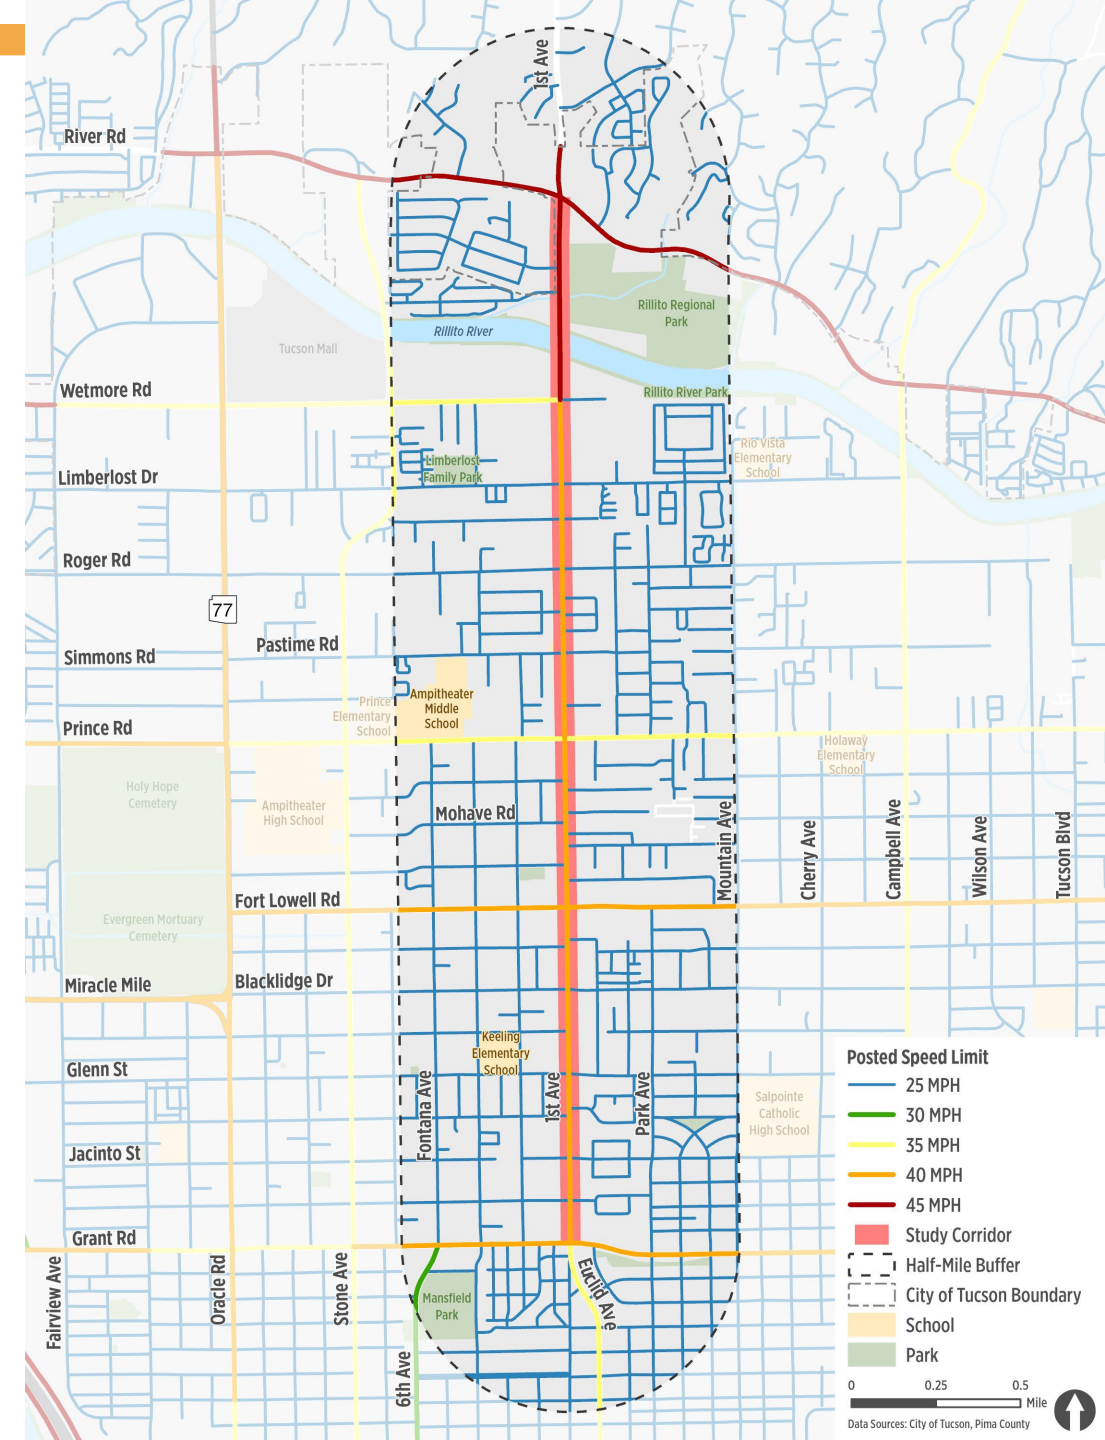 1st Ave
River Rd
Rillito Regional
Park
Rillito River
Tucson Mall
Wetmore Rd
Rillito River Park
Limberlost Dr
Limberlost
Family Park
Rio Vista
Elementary
School
Roger Rd
77
Pastime Rd
Simmons Rd
Ampitheater
Middle
School
Prince
Elementary
School
Prince Rd
Holaway
Elementary
School
Holy Hope
Cemetery
Ampitheater
High School
Mohave Rd
Mountain Ave
Cherry Ave
Campbell Ave
Wilson Ave
Tucson Blvd
Fort Lowell Rd
Evergreen Mortuary
Cemetery
Blacklidge Dr
Miracle Mile
Keeling
Elementary
School
Glenn St
Fontana Ave
1st Ave
Park Ave
Salpointe
Catholic
High School
Jacinto St
Grant Rd
Fairview Ave
Oracle Rd
Stone Ave
6th Ave
Mansfield
Park
Euclid Ave
Posted Speed Limit
25 MPH
30 MPH
35 MPH
40 MPH
45 MPH
Study Corridor
Half-Mile Buffer
City of Tucson Boundary
School
Park
0 0.25 0.5
Mile
Data Sources: City of Tucson, Pima County